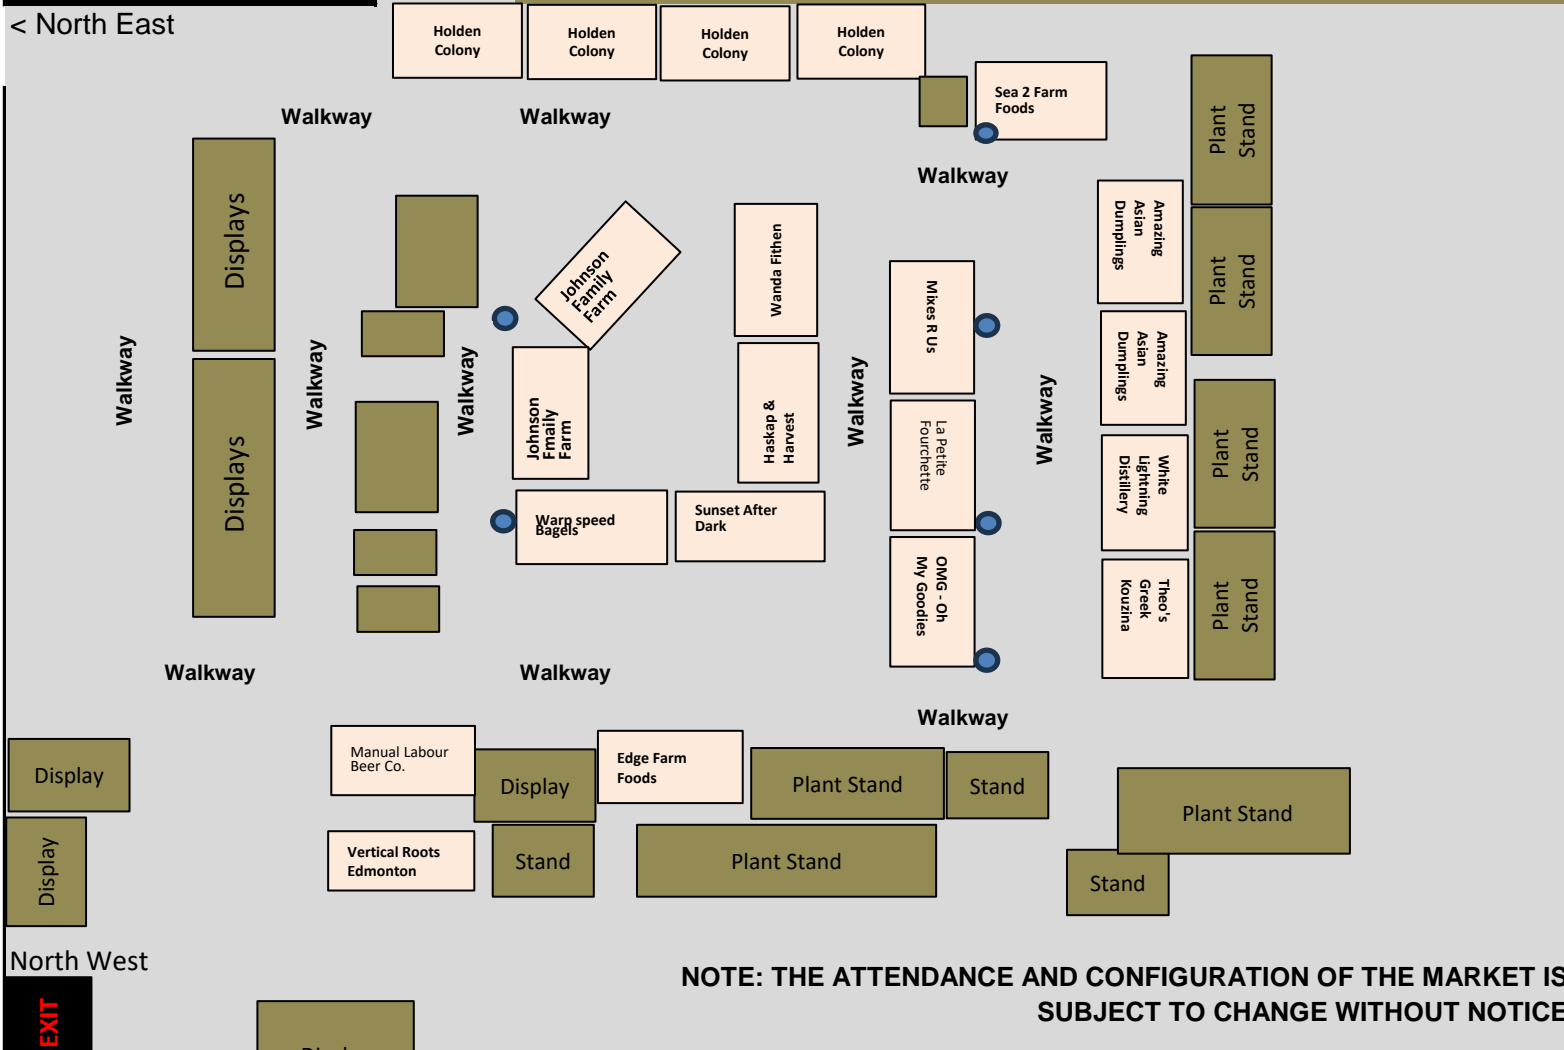 < North East
Holden
Colony
Holden
Colony
Holden
Colony
Holden
Colony
Sea 2 Farm
Foods
Walkway
Walkway
Walkway
Plant
Stand
Plant
Stand
Plant
Stand
Plant
Stand
Displays
Displays
Walkway
Walkway
Walkway
Johnson
Family
Farm
Johnson
Fmaily
Farm
Wanda Fithen
Haskap &
Harvest
Warp speed
Bagels
Sunset After
Dark
Walkway
Mixes R Us
La Petite
Fourchette
OMG - Oh
My Goodies
Walkway
Amazing
Asian
Dumplings
Amazing
Asian
Dumplings
White
Lightning
Distillery
Theo's
Greek
Kouzina
Walkway
Walkway
Walkway
Display
Display
Manual Labour
Beer Co.
Display
Edge Farm
Foods
Plant Stand
Stand
Plant Stand
Vertical Roots
Edmonton
Stand
Plant Stand
Stand
North West
EXIT
NOTE: THE ATTENDANCE AND CONFIGURATION OF THE MARKET IS
SUBJECT TO CHANGE WITHOUT NOTICE